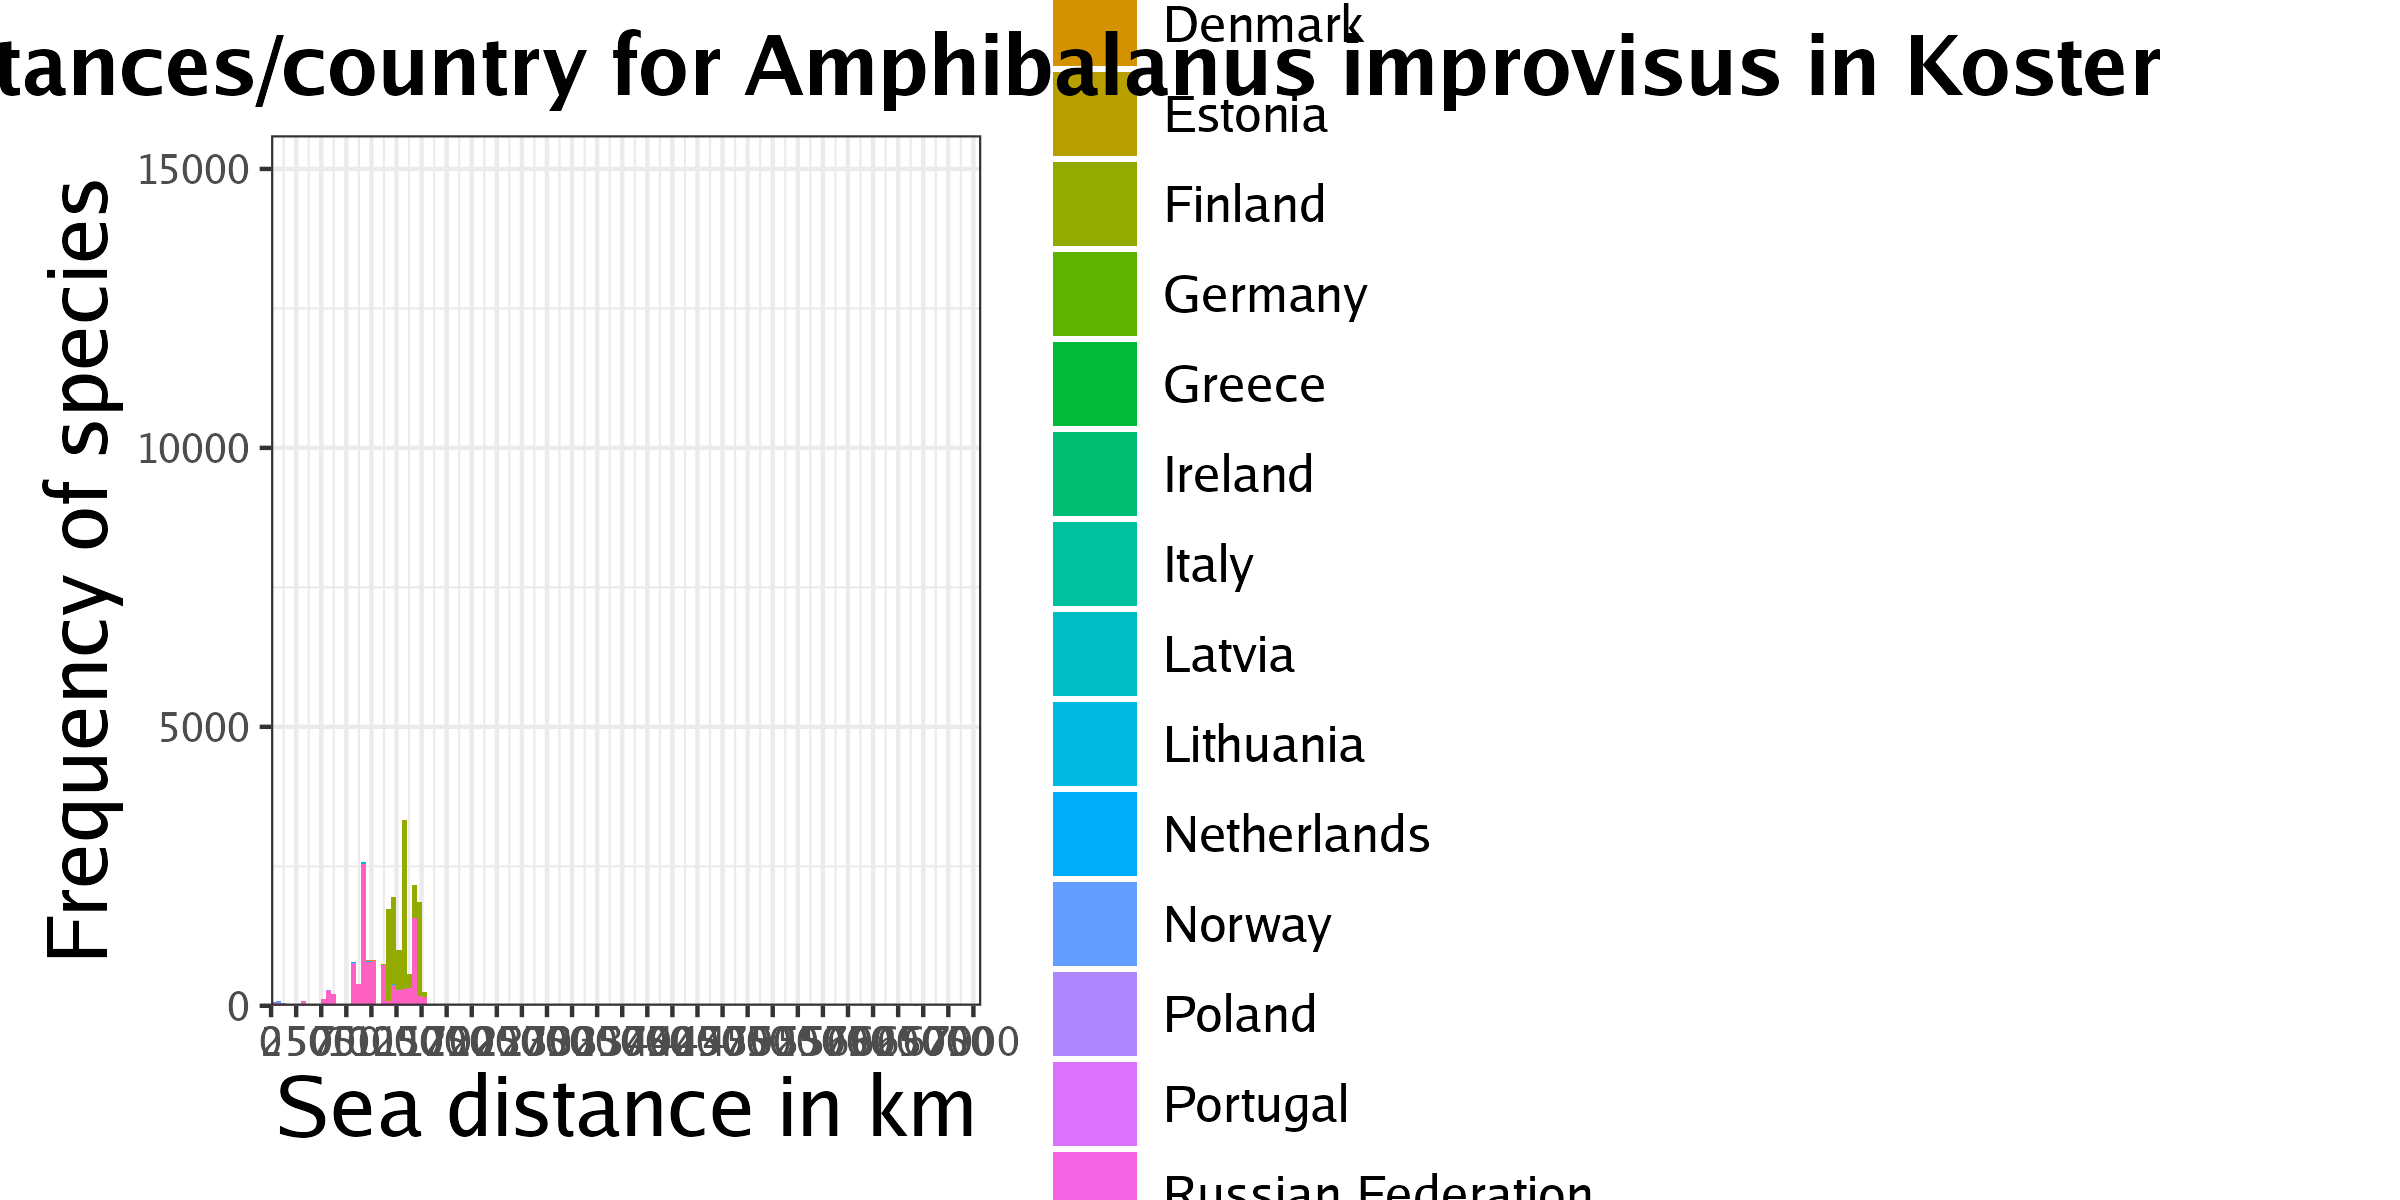 Denmark
tances/country for Amphibalanus improvisus in Koster
Estonia
Finland
Germany
Greece
Ireland
Italy
Latvia
Lithuania
Netherlands
Norway
Poland
Portugal
Russian Federation
Frequency of species
15000
10000
5000
0
Sea distance in km